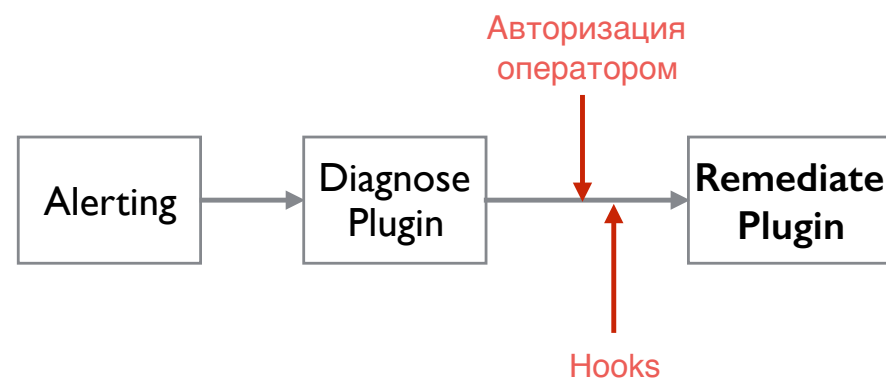 Авторизация
оператором
Alerting
Diagnose
Plugin
Remediate
Plugin
Hooks